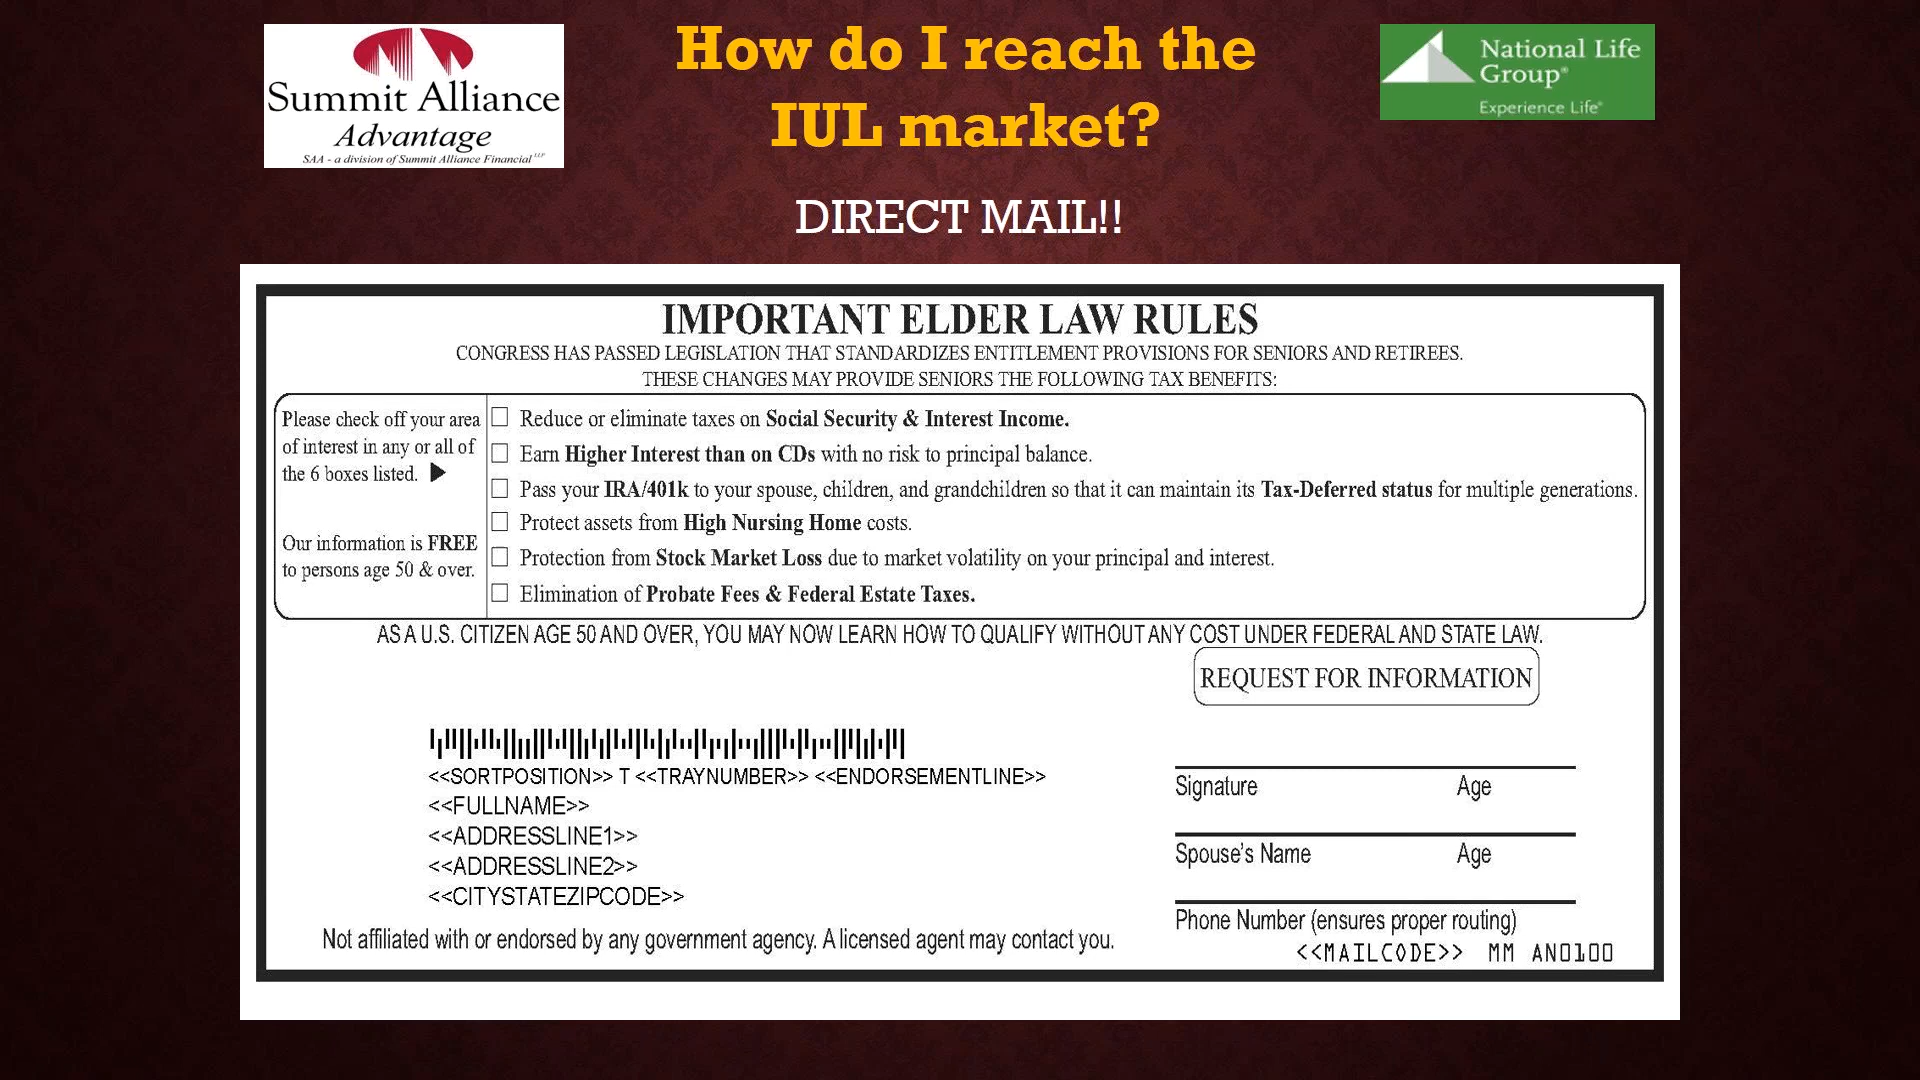 Summit Alliance
Advantage
SAA - a division of Summit Alliance Financial LLP
How do I reach the
IUL market?
National Life
Group®
Experience Life®
DIRECT MAIL!!
IMPORTANT ELDER LAW RULES
CONGRESS HAS PASSED LEGISLATION THAT STANDARDIZES ENTITLEMENT PROVISIONS FOR SENIORS AND RETIREES.
THESE CHANGES MAY PROVIDE SENIORS THE FOLLOWING TAX BENEFITS:
Please check off your area
of interest in any or all of
the 6 boxes listed.
Our information is FREE
to persons age 50 & over.
Reduce or eliminate taxes on Social Security & Interest Income.
Earn Higher Interest than on CDs with no risk to principal balance.
Pass your IRA/401k to your spouse, children, and grandchildren so that it can maintain its Tax-Deferred status for multiple generations.
Protect assets from High Nursing Home costs.
Protection from Stock Market Loss due to market volatility on your principal and interest.
Elimination of Probate Fees & Federal Estate Taxes.
AS A U.S. CITIZEN AGE 50 AND OVER, YOU MAY NOW LEARN HOW TO QUALIFY WITHOUT ANY COST UNDER FEDERAL AND STATE LAW.
REQUEST FOR INFORMATION
<<SORTPOSITION>> T <<TRAYNUMBER>> <<ENDORSEMENTLINE>>
<<FULLNAME>>
<<ADDRESSLINE1>>
<<ADDRESSLINE2>>
<<CITYSTATEZIPCODE>>
Not affiliated with or endorsed by any government agency. A licensed agent may contact you.
Signature Age
Spouse's Name Age
Phone Number (ensures proper routing)
<<MAILCODE>> MM AN0100